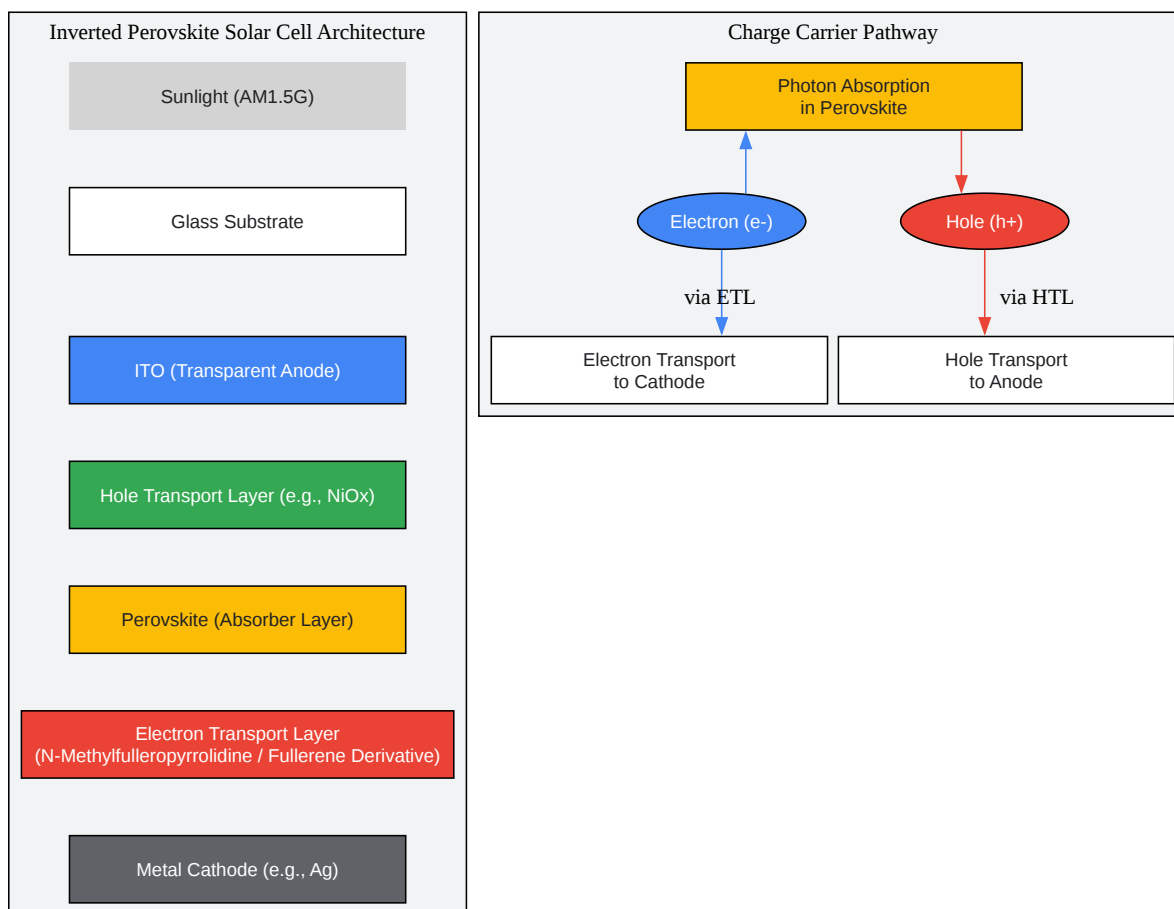 Inverted Perovskite Solar Cell Architecture
Sunlight (AM1.5G)
Glass Substrate
ITO (Transparent Anode)
Hole Transport Layer (e.g., NiOx)
Perovskite (Absorber Layer)
Electron Transport Layer
(N-Methylfulleropyrrolidine / Fullerene Derivative)
Metal Cathode (e.g., Ag)
Charge Carrier Pathway
Photon Absorption
in Perovskite
Electron (e-)
Hole (h+)
via ETL
via HTL
Electron Transport
to Cathode
Hole Transport
to Anode